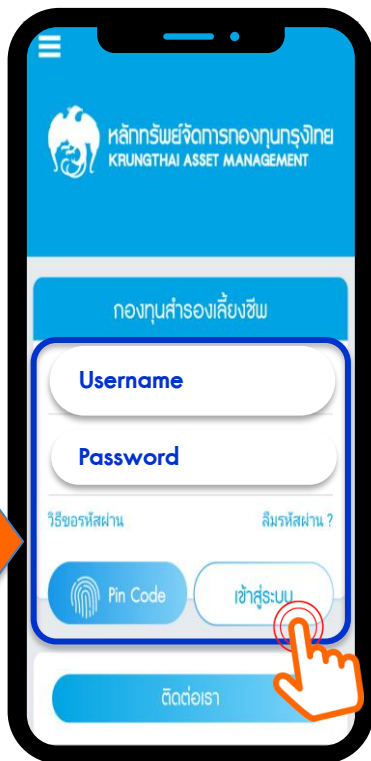 หลักทรัพย์จัดการกองทุนกรุงไทย
KRUNGTHAI ASSET MANAGEMENT
กองทุนสำรองเลี้ยงชีพ
Username
Password
วิธีขอรหัสผ่าน ลืมรหัสผ่าน ?
Pin Code เข้าสู่ระบบ
ติดต่อเรา